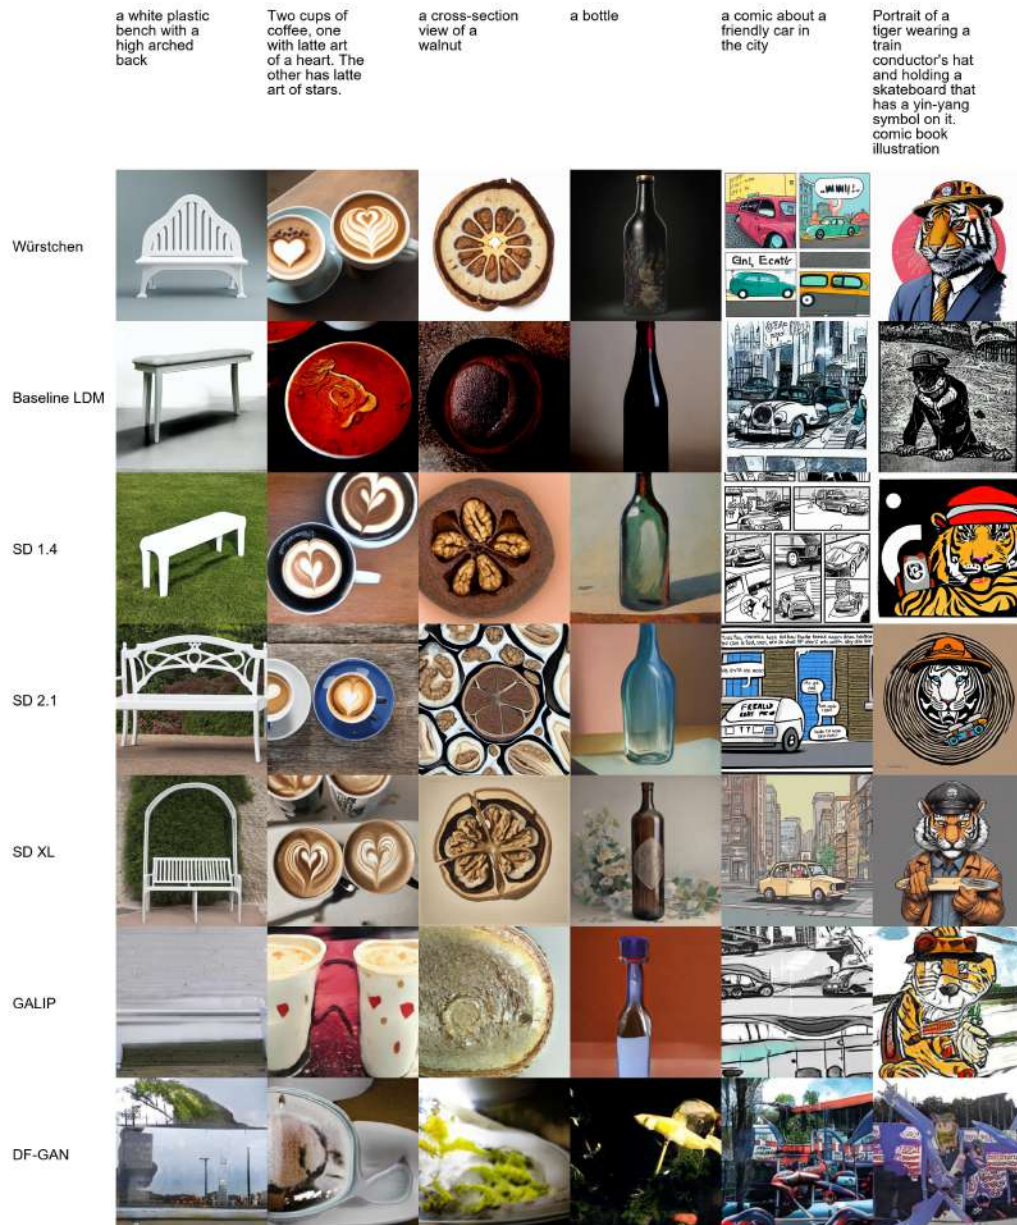 a white plastic
bench with a
high arched
back
Two cups of
coffee, one
with latte art
of a heart. The
other has latte
art of stars.
a cross-section
view of a
walnut
a bottle
a comic about a
friendly car in
the city
Portrait of a
tiger wearing a
train
conductor's hat
and holding a
skateboard that
has a yin-yang
symbol on it.
comic book
illustration
Würstchen
Baseline LDM
SD 1.4
SD 2.1
SD XL
GALIP
DF-GAN